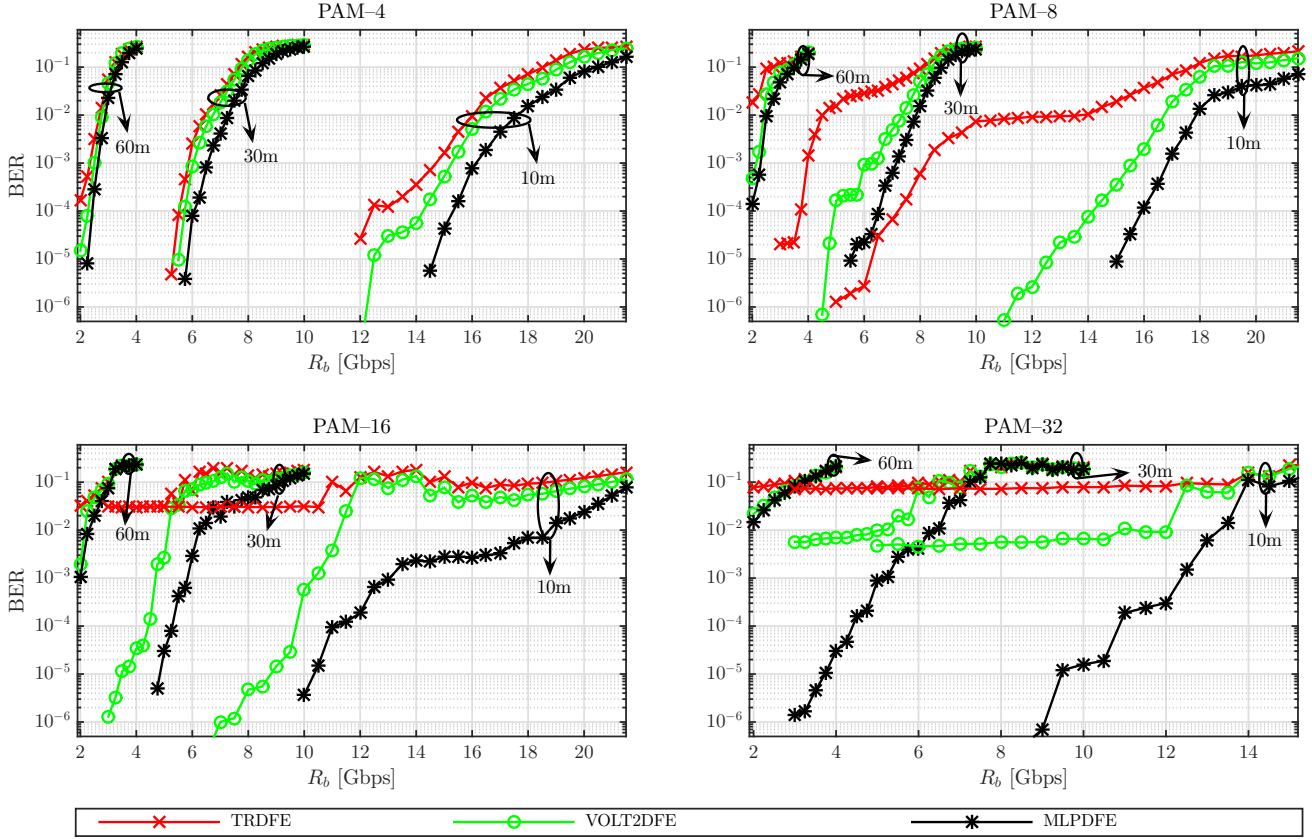 PAM–4
PAM–8
BER
10⁻¹
10⁻²
10⁻³
10⁻⁴
10⁻⁵
10⁻⁶
60m
30m
10m
2 4 6 8 10 12 14 16 18 20
R_b [Gbps]
10⁻¹
10⁻²
10⁻³
10⁻⁴
10⁻⁵
10⁻⁶
60m
30m
10m
2 4 6 8 10 12 14 16 18 20
R_b [Gbps]
PAM–16
PAM–32
BER
10⁻¹
10⁻²
10⁻³
10⁻⁴
10⁻⁵
10⁻⁶
60m
30m
10m
2 4 6 8 10 12 14 16 18 20
R_b [Gbps]
10⁻¹
10⁻²
10⁻³
10⁻⁴
10⁻⁵
10⁻⁶
60m
30m
10m
2 4 6 8 10 12 14
R_b [Gbps]
TRDFE VOLT2DFE MLPDFE